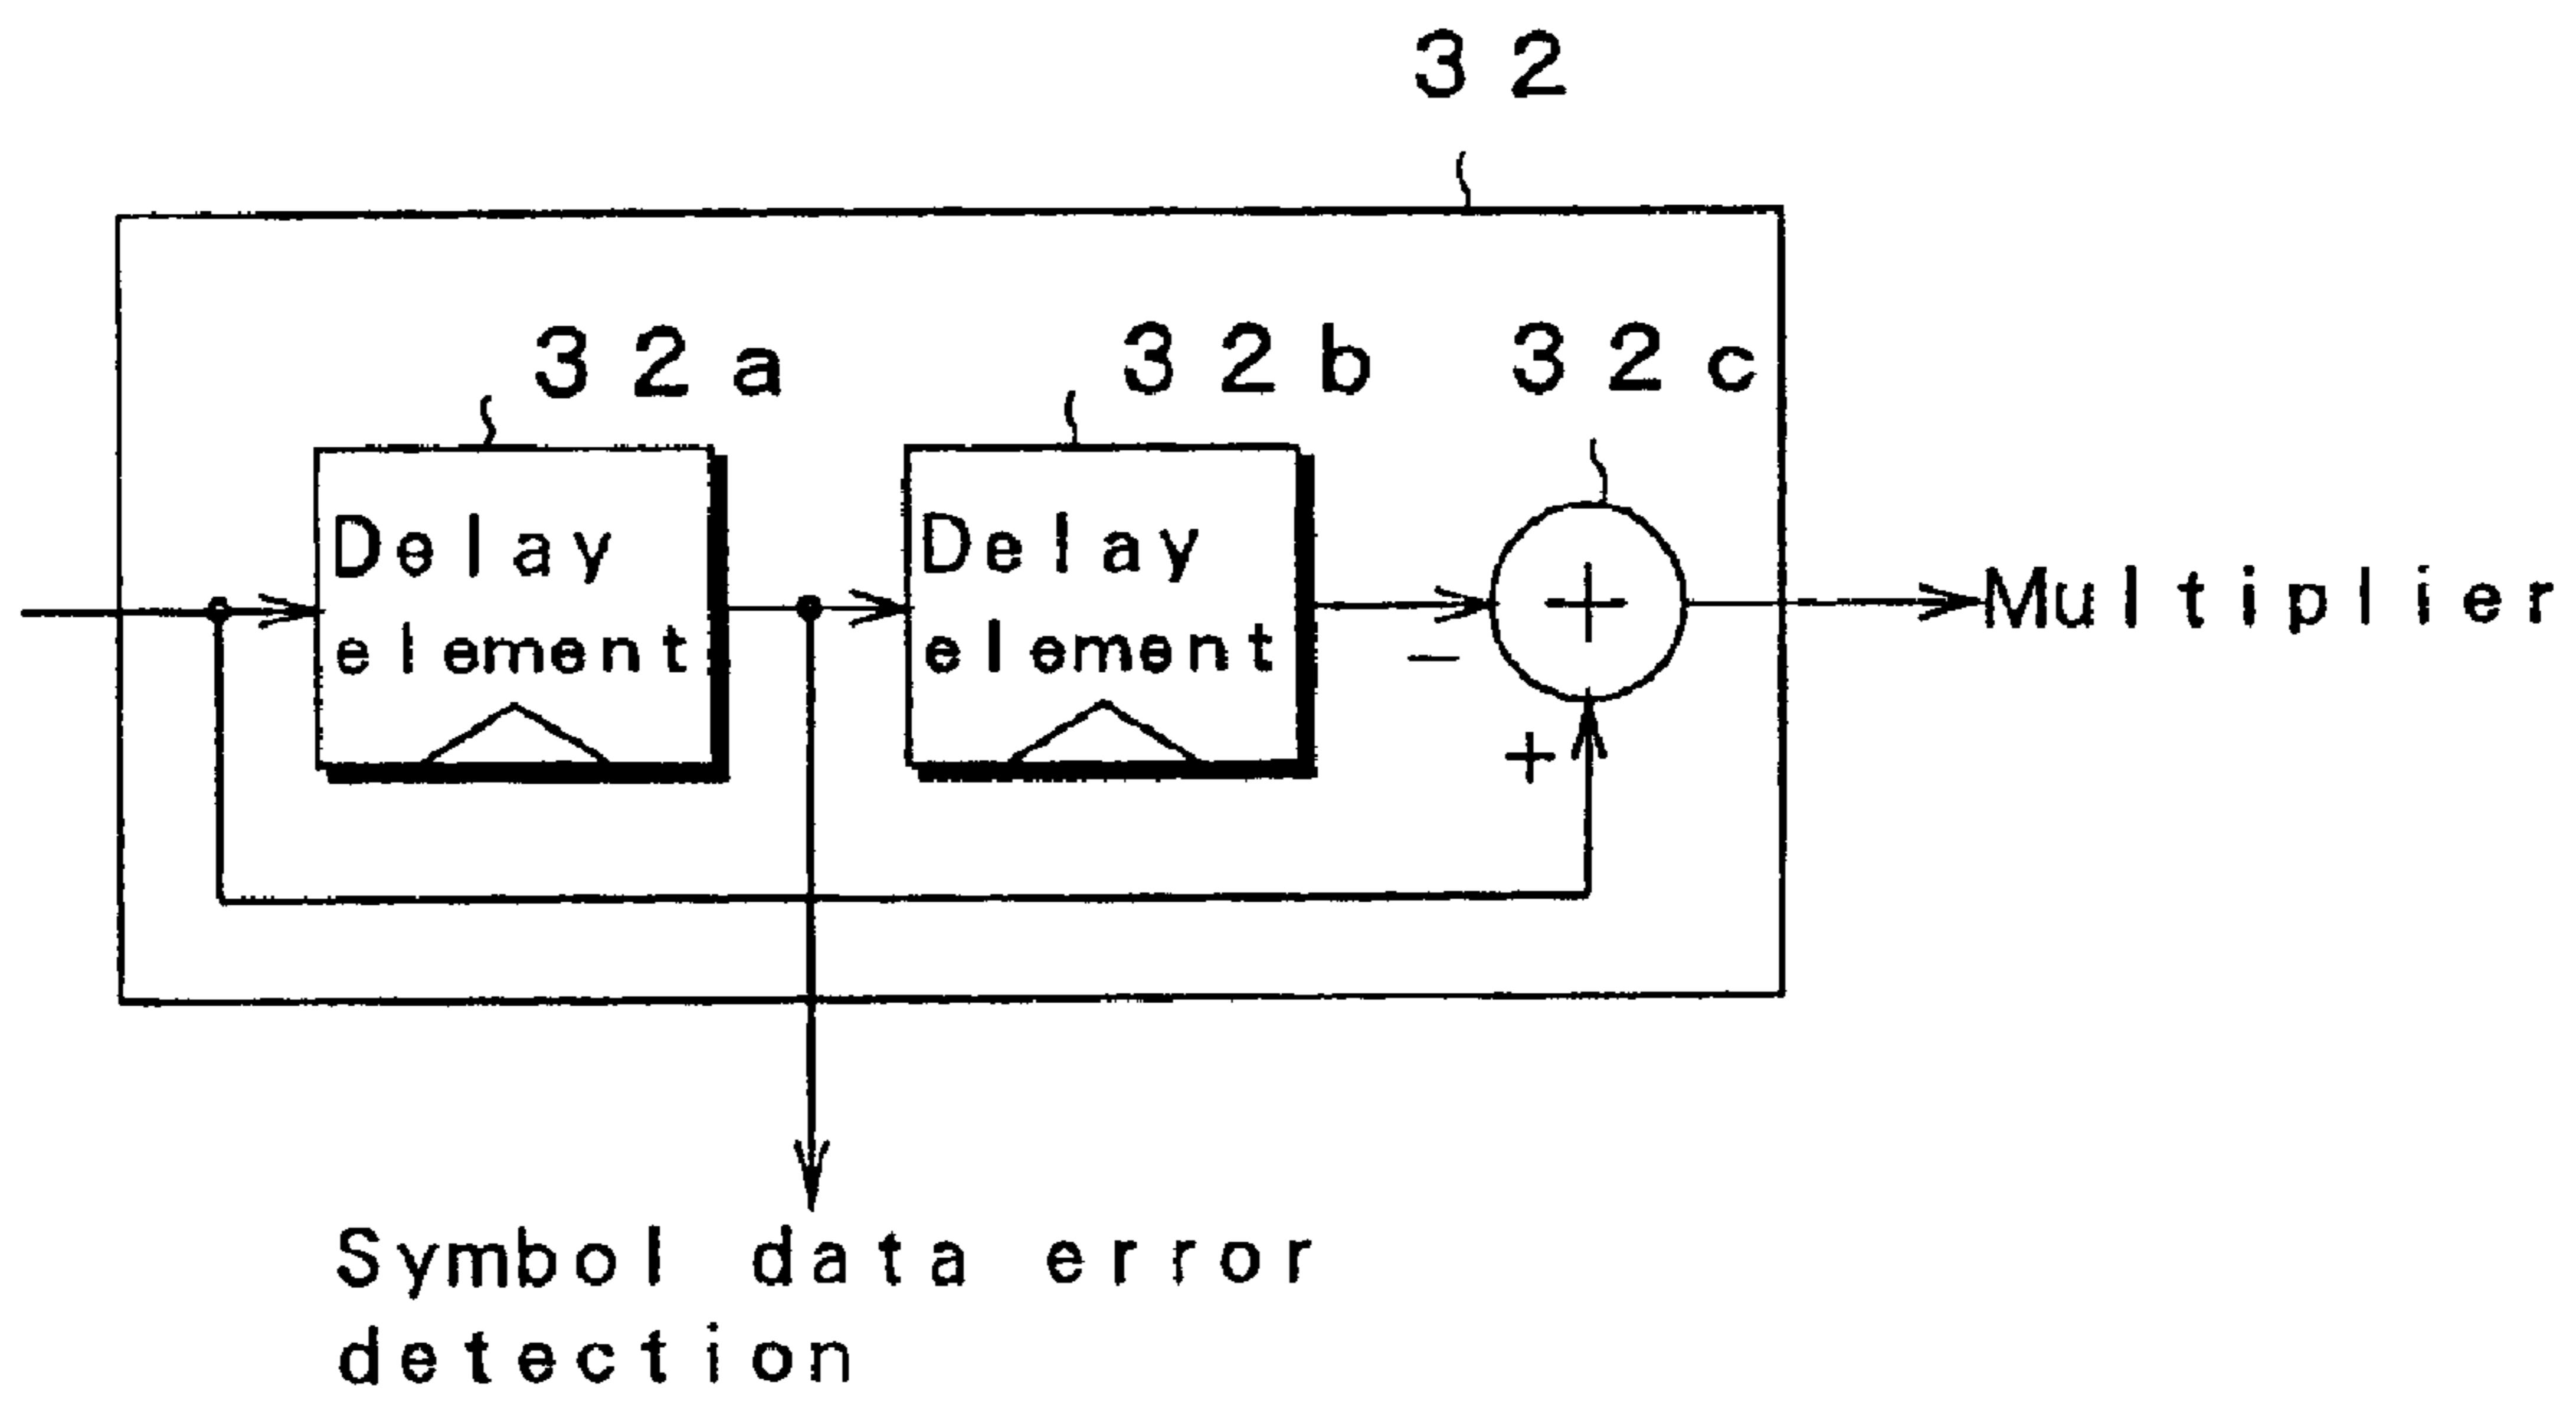 32
32a
32b
32c
Delay
element
Delay
element
−
+
+
Multiplier
Symbol data error
detection